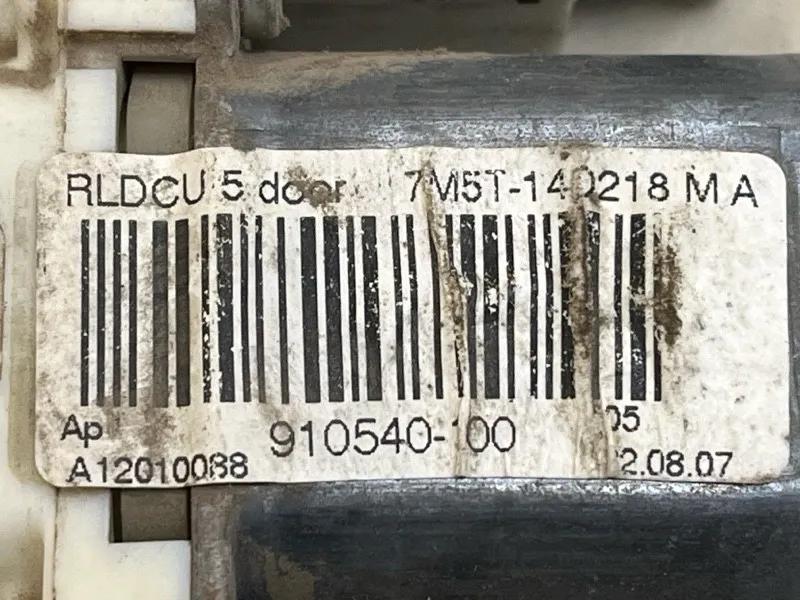 RLDCU 5 door 7M5T-14D218 M A
Ap 910540-100 05
A12010088 2.08.07